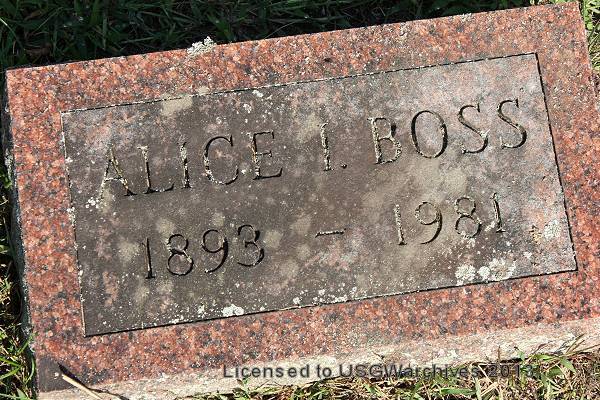 ALICE I. BOSS
1893 - 1981
Licensed to USGWarchives - 2013